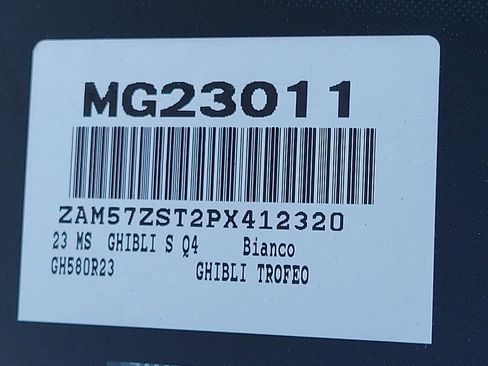 MG23011
ZAM57ZST2PX412320
23 MS GHIBLI S Q4 Bianco
GH580R23 GHIBLI TROFEO